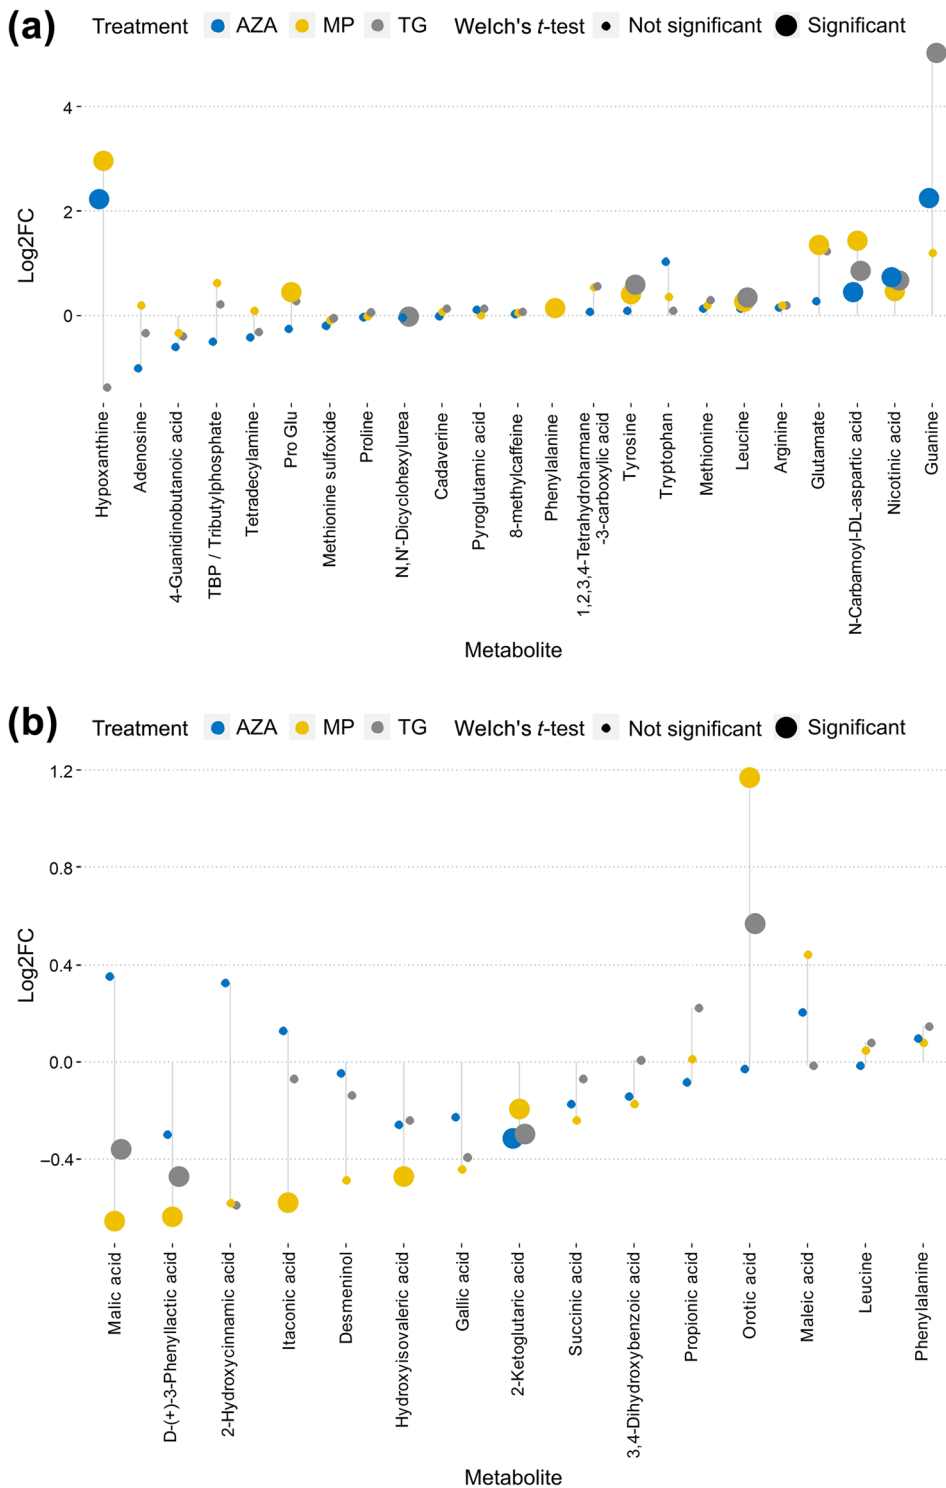 (a) Treatment AZA MP TG Welch's t-test Not significant Significant
Log2FC
4
2
0
Hypoxanthine
Adenosine
4-Guanidinobutanoic acid
TBP / Tributylphosphate
Tetradecylamine
Pro Glu
Methionine sulfoxide
Proline
N,N'-Dicyclohexylurea
Cadaverine
Pyroglutamic acid
8-methylcaffeine
Phenylalanine
1,2,3,4-Tetrahydroharmane
-3-carboxylic acid
Tyrosine
Tryptophan
Methionine
Leucine
Arginine
Glutamate
N-Carbamoyl-DL-aspartic acid
Nicotinic acid
Guanine
Metabolite
(b) Treatment AZA MP TG Welch's t-test Not significant Significant
Log2FC
1.2
0.8
0.4
0.0
−0.4
Malic acid
D-(+)-3-Phenyllactic acid
2-Hydroxycinnamic acid
Itaconic acid
Desmeninol
Hydroxyisovaleric acid
Gallic acid
2-Ketoglutaric acid
Succinic acid
3,4-Dihydroxybenzoic acid
Propionic acid
Orotic acid
Maleic acid
Leucine
Phenylalanine
Metabolite